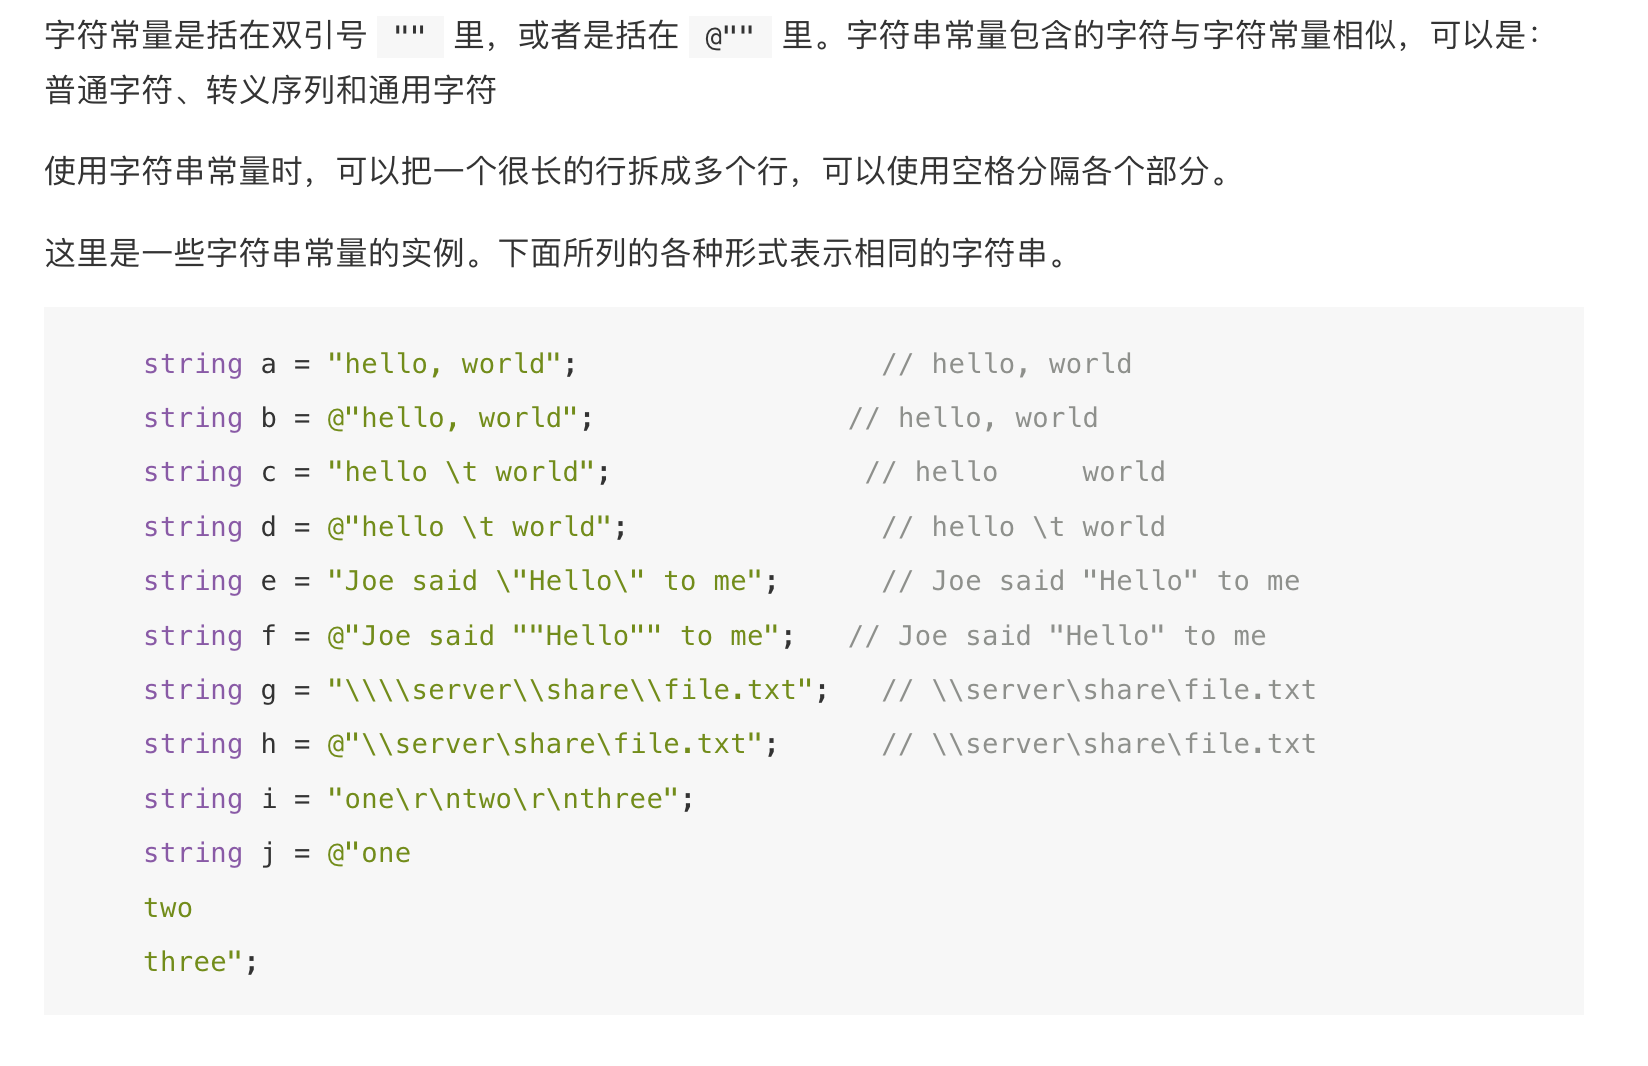 字符常量是括在双引号 "" 里，或者是括在 @"" 里。字符串常量包含的字符与字符常量相似，可以是：
普通字符、转义序列和通用字符
使用字符串常量时，可以把一个很长的行拆成多个行，可以使用空格分隔各个部分。
这里是一些字符串常量的实例。下面所列的各种形式表示相同的字符串。
string a = "hello, world";                  // hello, world
string b = @"hello, world";               // hello, world
string c = "hello \t world";               // hello     world
string d = @"hello \t world";               // hello \t world
string e = "Joe said \"Hello\" to me";      // Joe said "Hello" to me
string f = @"Joe said ""Hello"" to me";   // Joe said "Hello" to me
string g = "\\\\server\\share\\file.txt";   // \\server\share\file.txt
string h = @"\\server\share\file.txt";      // \\server\share\file.txt
string i = "one\r\ntwo\r\nthree";
string j = @"one
two
three";